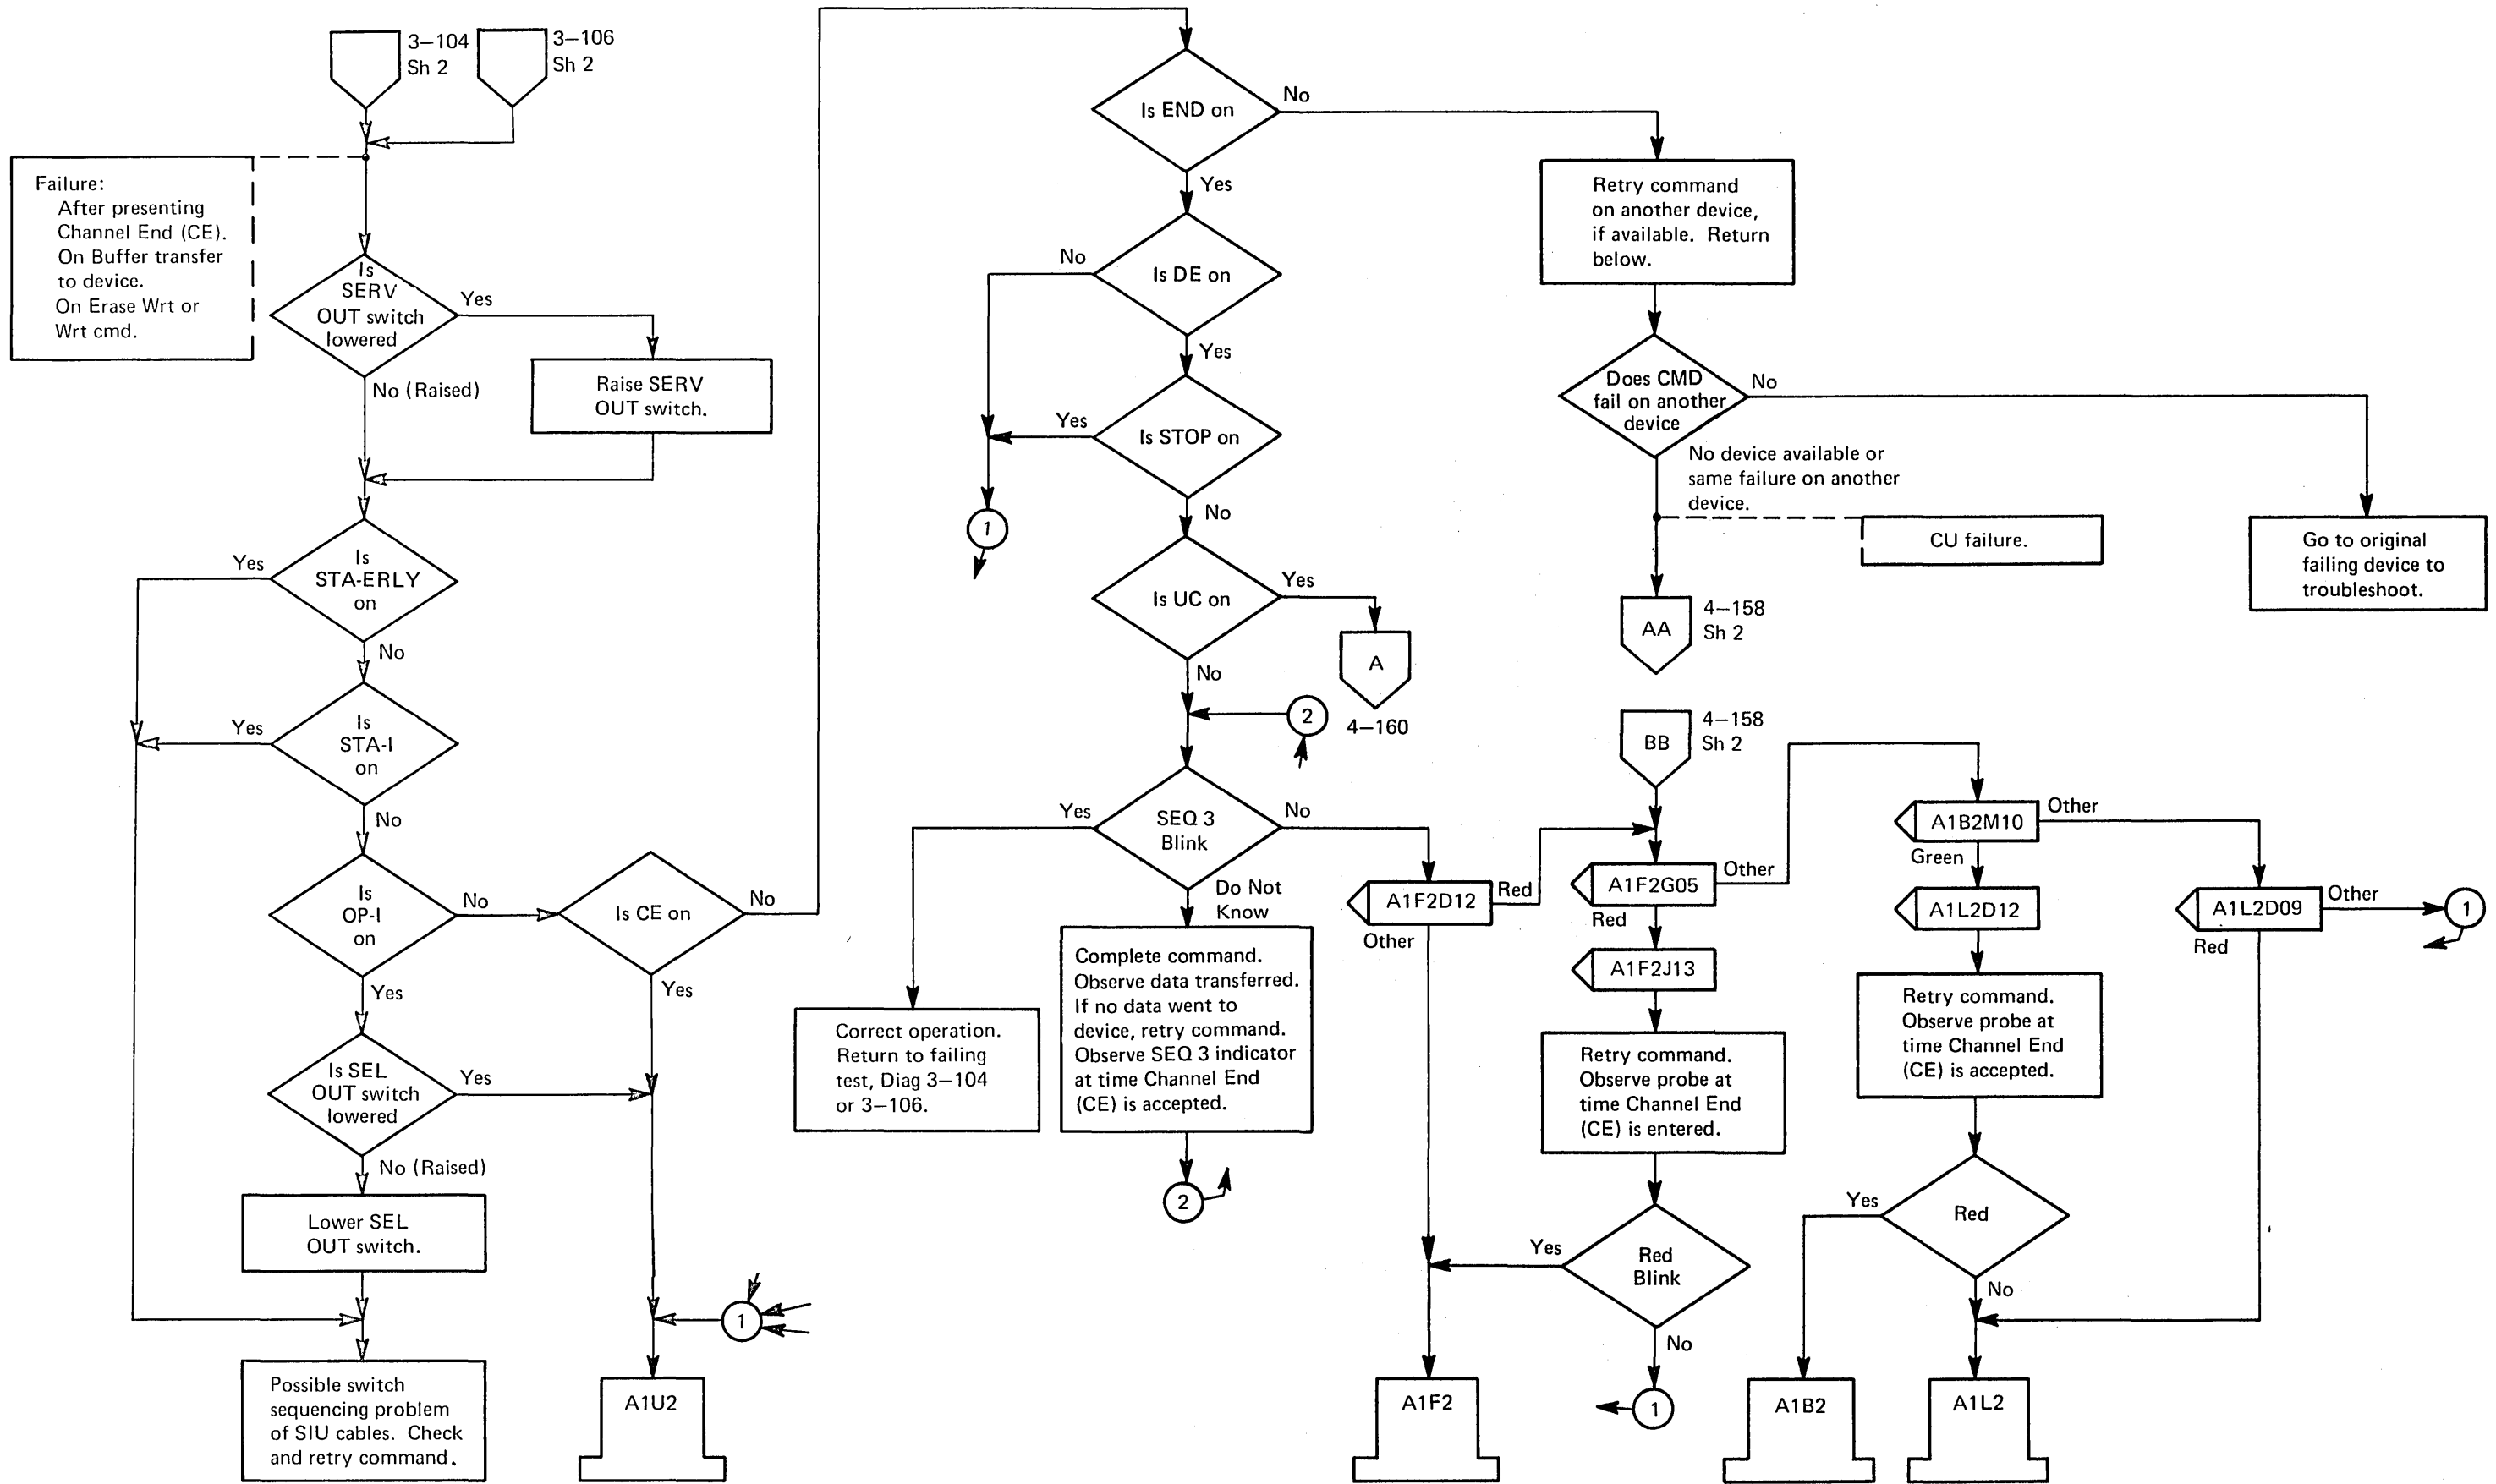 3–104
Sh 2
3–106
Sh 2
Failure:
After presenting
Channel End (CE).
On Buffer transfer
to device.
On Erase Wrt or
Wrt cmd.
Is
SERV
OUT switch
lowered
Yes
No (Raised)
Raise SERV
OUT switch.
Is
STA-ERLY
on
Yes
No
Is
STA-I
on
Yes
No
Is
OP-I
on
No
Yes
Is CE on
No
Yes
Is SEL
OUT switch
lowered
Yes
No (Raised)
Lower SEL
OUT switch.
Possible switch
sequencing problem
of SIU cables. Check
and retry command.
1
A1U2
Is END on
No
Yes
Is DE on
No
Yes
Is STOP on
Yes
No
1
Is UC on
Yes
No
A
4–160
2
SEQ 3
Blink
Yes
No
Do Not
Know
Correct operation.
Return to failing
test, Diag 3–104
or 3–106.
Complete command.
Observe data transferred.
If no data went to
device, retry command.
Observe SEQ 3 indicator
at time Channel End
(CE) is accepted.
2
A1F2D12
Red
Other
A1F2
Retry command
on another device,
if available. Return
below.
Does CMD
fail on another
device
No
No device available or
same failure on another
device.
CU failure.
Go to original
failing device to
troubleshoot.
AA
4–158
Sh 2
BB
4–158
Sh 2
A1F2G05
Other
Red
A1F2J13
Retry command.
Observe probe at
time Channel End
(CE) is entered.
Red
Blink
Yes
No
1
A1B2M10
Other
Green
A1L2D12
A1L2D09
Other
Red
1
Retry command.
Observe probe at
time Channel End
(CE) is accepted.
Red
Yes
No
A1B2
A1L2